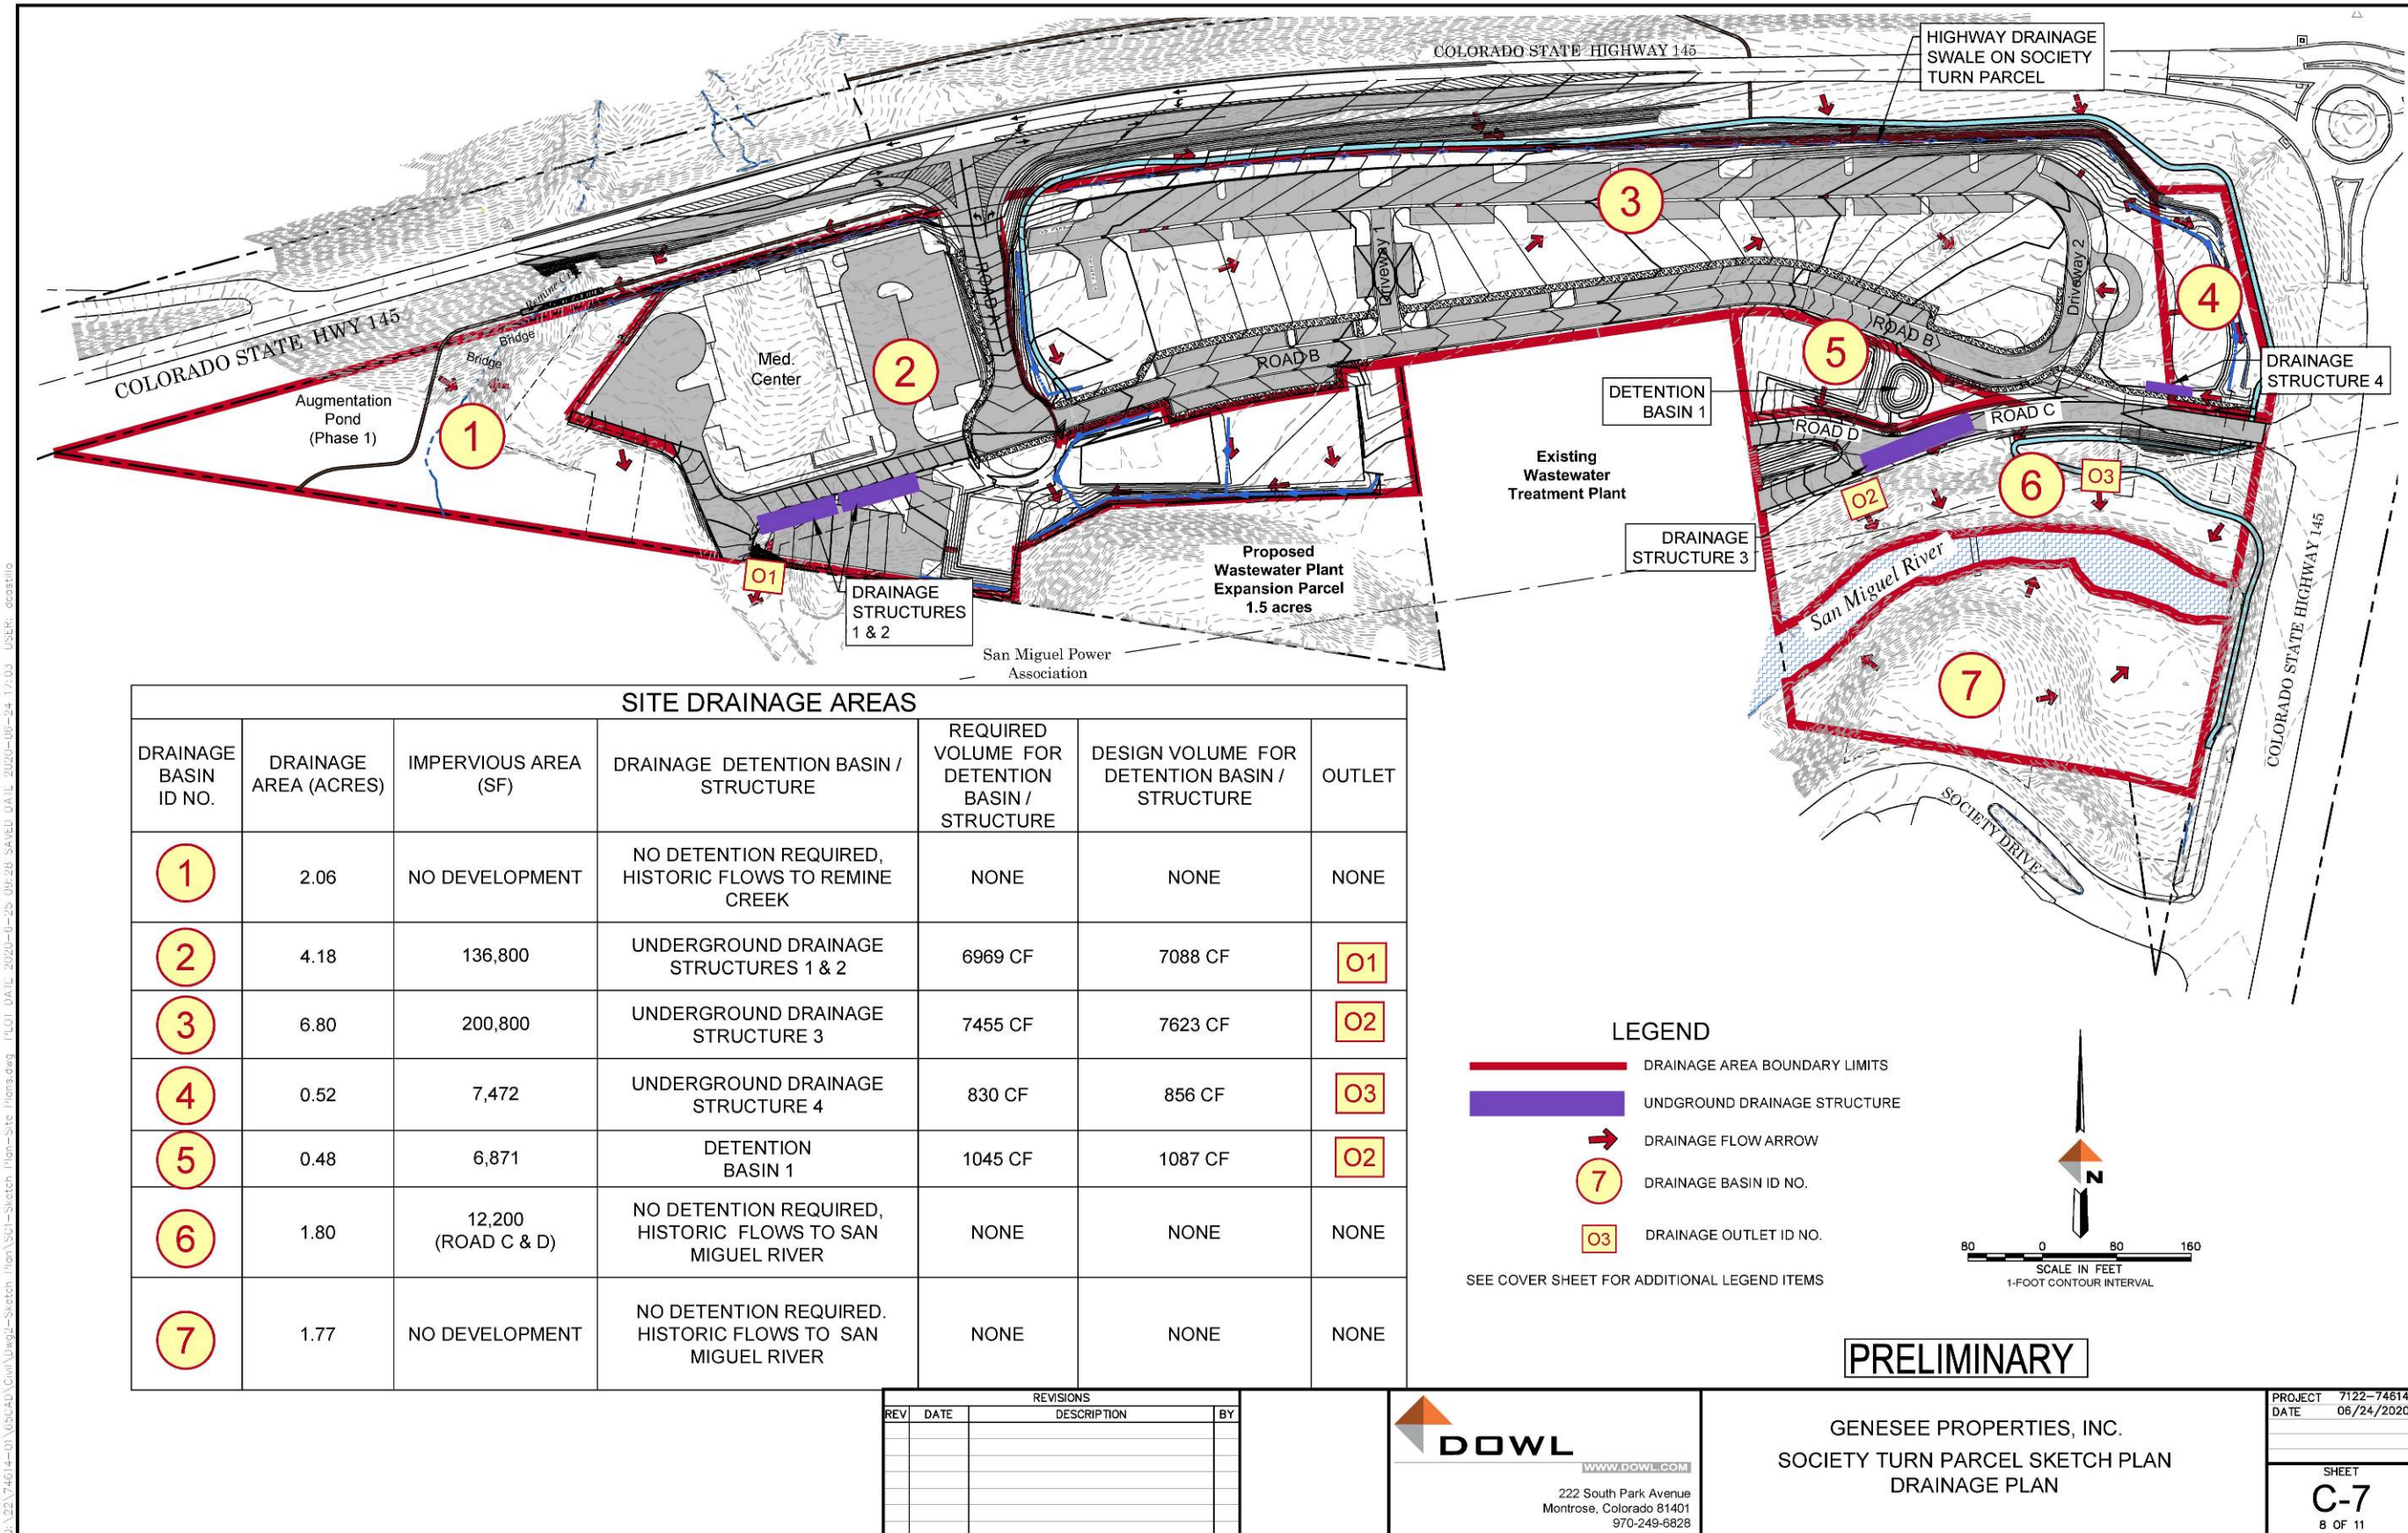 COLORADO STATE HIGHWAY 145
HIGHWAY DRAINAGE
SWALE ON SOCIETY
TURN PARCEL
COLORADO STATE HWY 145
Bridge
Bridge
Augmentation
Pond
(Phase 1)
1
Med.
Center
2
ROAD B
Driveway 1
3
Driveway 2
ROAD B
4
5
DRAINAGE
STRUCTURE 4
DETENTION
BASIN 1
ROAD C
ROAD D
Existing
Wastewater
Treatment Plant
O2
6
O3
DRAINAGE
STRUCTURE 3
San Miguel River
7
COLORADO STATE HIGHWAY 145
SOCIETY DRIVE
O1
DRAINAGE
STRUCTURES
1 & 2
Proposed
Wastewater Plant
Expansion Parcel
1.5 acres
San Miguel Power
Association
SITE DRAINAGE AREAS
DRAINAGE
BASIN
ID NO.
DRAINAGE
AREA (ACRES)
IMPERVIOUS AREA
(SF)
DRAINAGE DETENTION BASIN /
STRUCTURE
REQUIRED
VOLUME FOR
DETENTION
BASIN /
STRUCTURE
DESIGN VOLUME FOR
DETENTION BASIN /
STRUCTURE
OUTLET
1
2.06
NO DEVELOPMENT
NO DETENTION REQUIRED,
HISTORIC FLOWS TO REMINE
CREEK
NONE
NONE
NONE
2
4.18
136,800
UNDERGROUND DRAINAGE
STRUCTURES 1 & 2
6969 CF
7088 CF
O1
3
6.80
200,800
UNDERGROUND DRAINAGE
STRUCTURE 3
7455 CF
7623 CF
O2
4
0.52
7,472
UNDERGROUND DRAINAGE
STRUCTURE 4
830 CF
856 CF
O3
5
0.48
6,871
DETENTION
BASIN 1
1045 CF
1087 CF
O2
6
1.80
12,200
(ROAD C & D)
NO DETENTION REQUIRED,
HISTORIC FLOWS TO SAN
MIGUEL RIVER
NONE
NONE
NONE
7
1.77
NO DEVELOPMENT
NO DETENTION REQUIRED.
HISTORIC FLOWS TO SAN
MIGUEL RIVER
NONE
NONE
NONE
LEGEND
DRAINAGE AREA BOUNDARY LIMITS
UNDGROUND DRAINAGE STRUCTURE
DRAINAGE FLOW ARROW
7
DRAINAGE BASIN ID NO.
O3
DRAINAGE OUTLET ID NO.
SEE COVER SHEET FOR ADDITIONAL LEGEND ITEMS
N
80 0 80 160
SCALE IN FEET
1-FOOT CONTOUR INTERVAL
PRELIMINARY
REVISIONS
REV DATE DESCRIPTION BY
DOWL
WWW.DOWL.COM
222 South Park Avenue
Montrose, Colorado 81401
970-249-6828
GENESEE PROPERTIES, INC.
SOCIETY TURN PARCEL SKETCH PLAN
DRAINAGE PLAN
PROJECT 7122-74614
DATE 06/24/2020
SHEET
C-7
8 OF 11